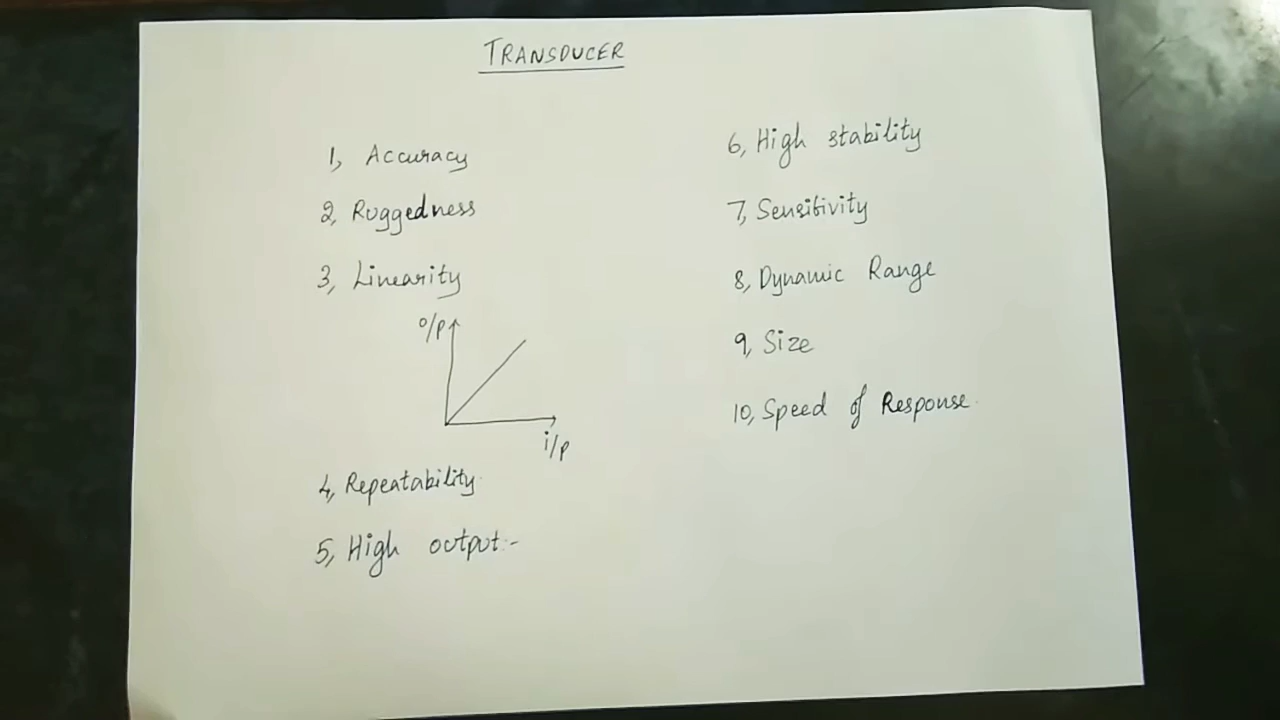 TRANSDUCER
1, Accuracy
2, Ruggedness
3, Linearity
o/p
i/p
4, Repeatability
5, High output:-
6, High stability
7, Sensitivity
8, Dynamic Range
9, Size
10, Speed of Response